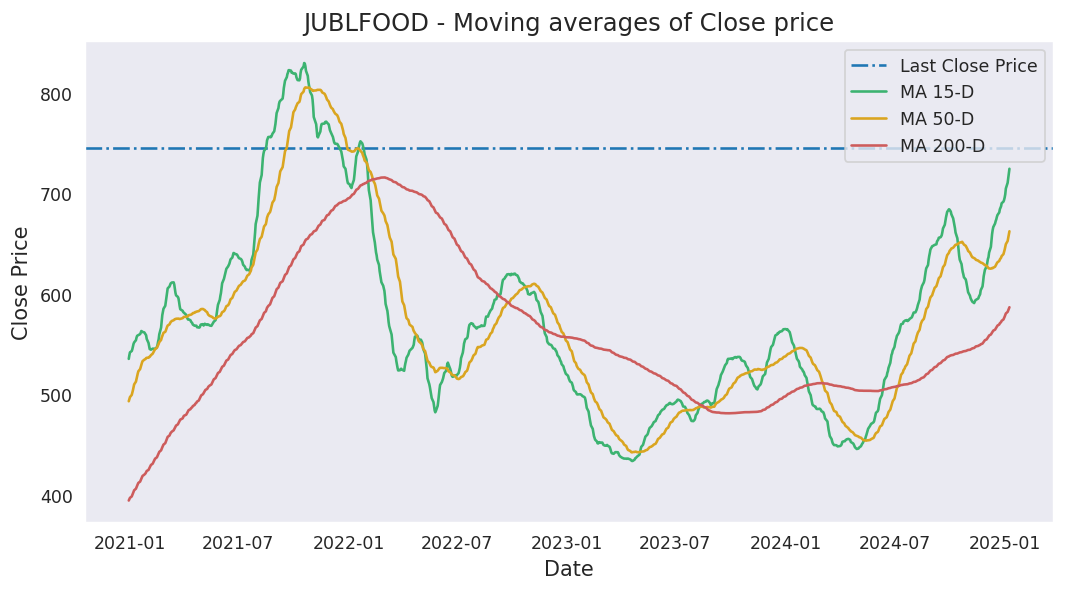 JUBLFOOD - Moving averages of Close price
Last Close Price
MA 15-D
MA 50-D
MA 200-D
Close Price
800
700
600
500
400
2021-01 2021-07 2022-01 2022-07 2023-01 2023-07 2024-01 2024-07 2025-01
Date